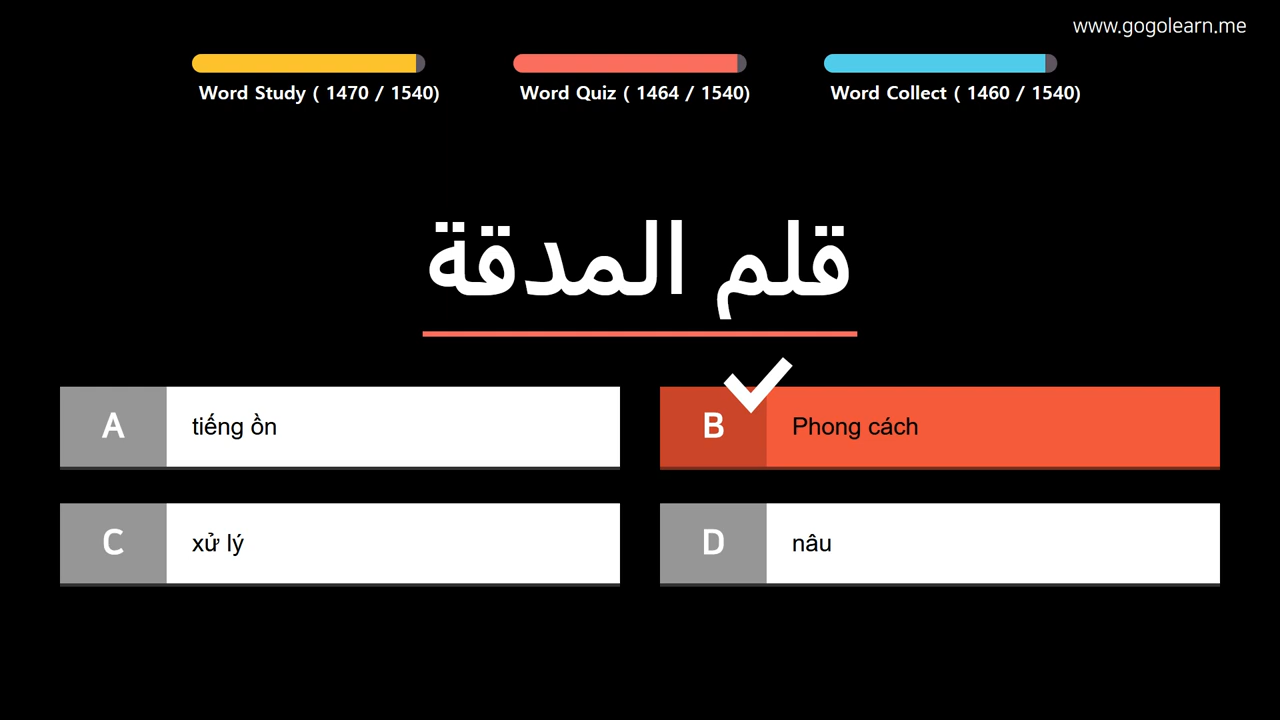 www.gogolearn.me
Word Study ( 1470 / 1540)
Word Quiz ( 1464 / 1540)
Word Collect ( 1460 / 1540)
قلم المدقة
A
tiếng ồn
B
Phong cách
C
xử lý
D
nâu